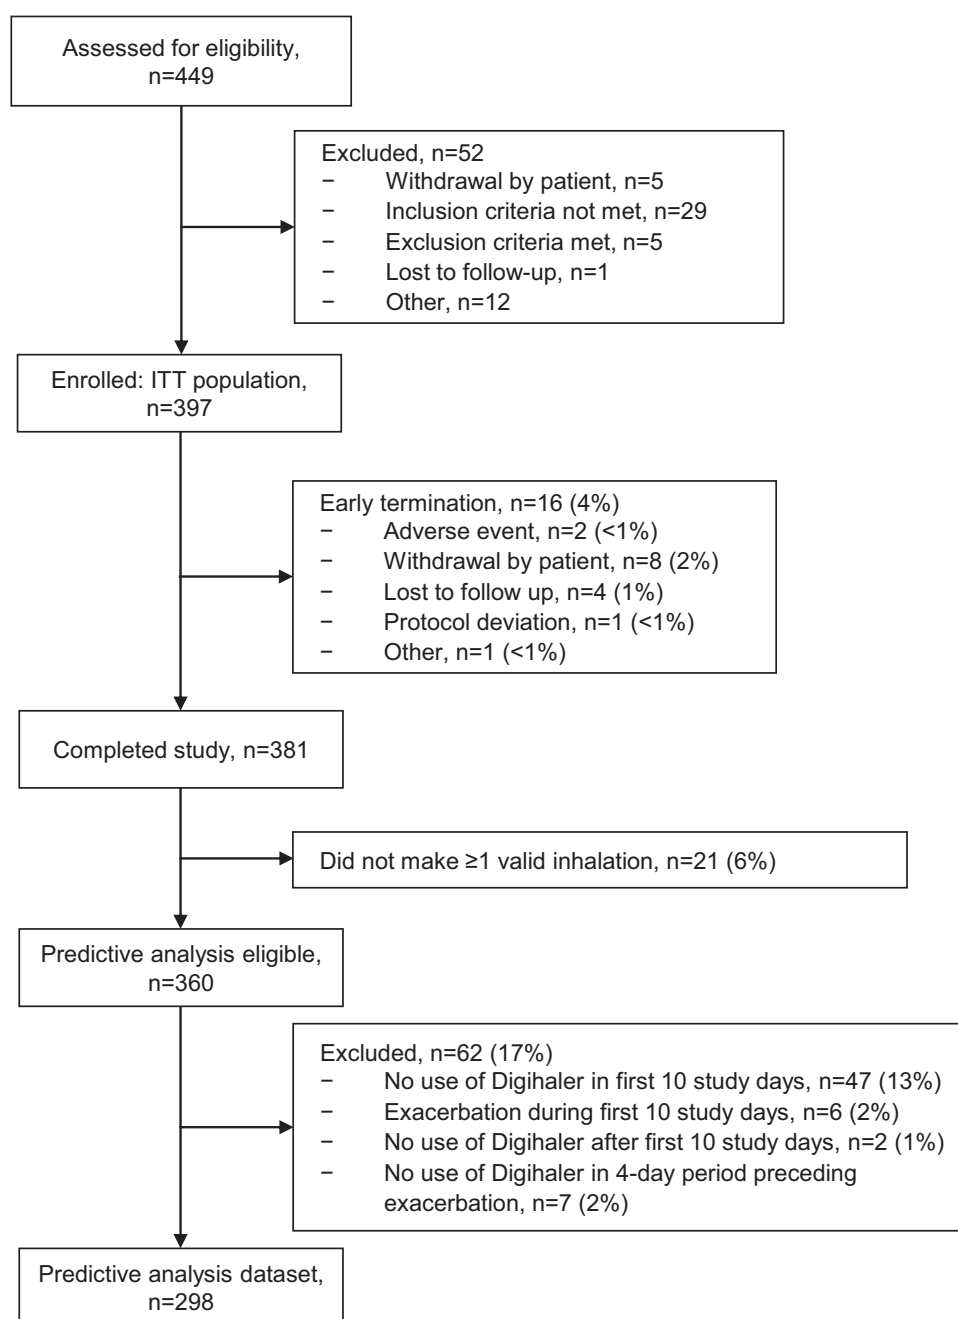 Assessed for eligibility,
n=449
Excluded, n=52
− Withdrawal by patient, n=5
− Inclusion criteria not met, n=29
− Exclusion criteria met, n=5
− Lost to follow-up, n=1
− Other, n=12
Enrolled: ITT population,
n=397
Early termination, n=16 (4%)
− Adverse event, n=2 (<1%)
− Withdrawal by patient, n=8 (2%)
− Lost to follow up, n=4 (1%)
− Protocol deviation, n=1 (<1%)
− Other, n=1 (<1%)
Completed study, n=381
Did not make ≥1 valid inhalation, n=21 (6%)
Predictive analysis eligible,
n=360
Excluded, n=62 (17%)
− No use of Digihaler in first 10 study days, n=47 (13%)
− Exacerbation during first 10 study days, n=6 (2%)
− No use of Digihaler after first 10 study days, n=2 (1%)
− No use of Digihaler in 4-day period preceding
exacerbation, n=7 (2%)
Predictive analysis dataset,
n=298